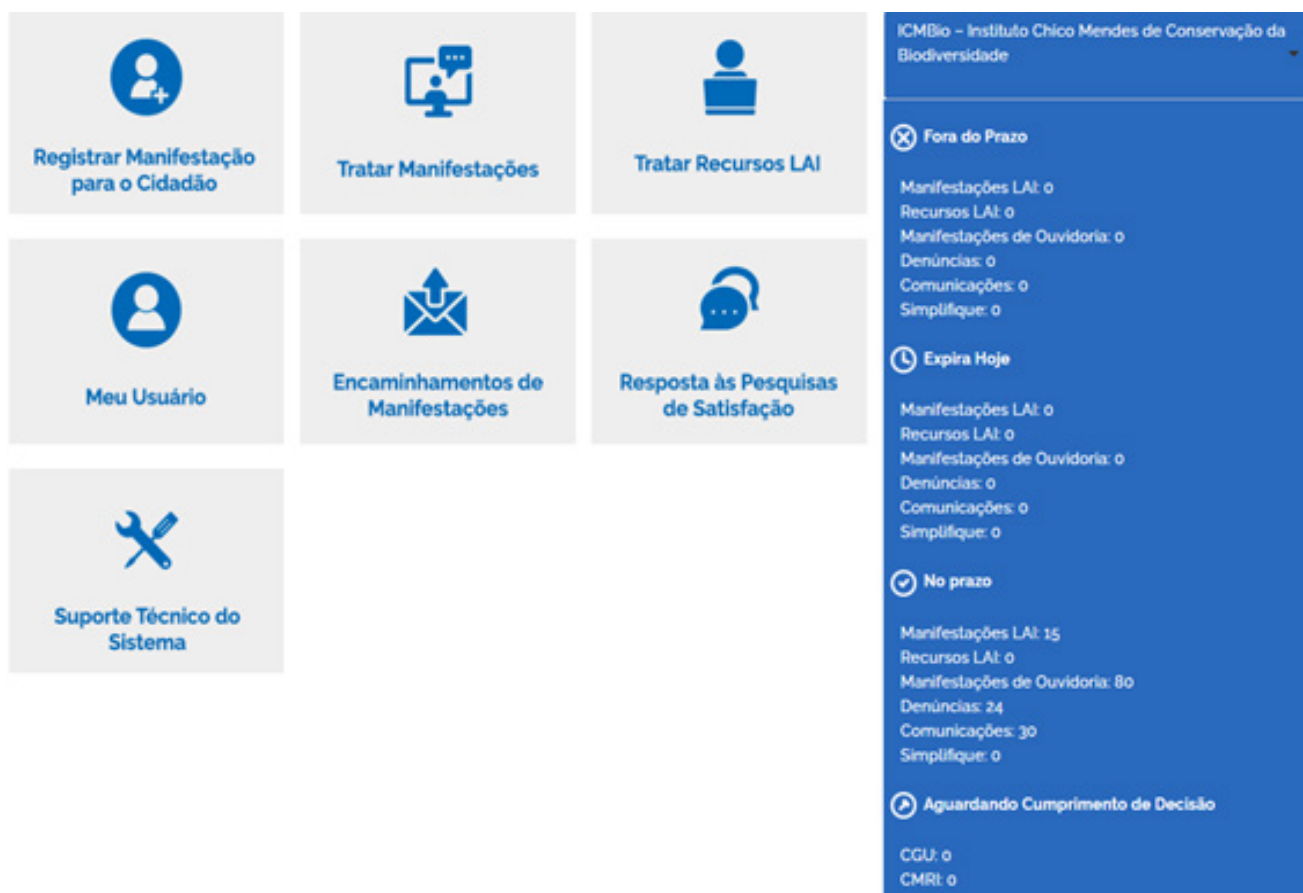 Registrar Manifestação
para o Cidadão
Tratar Manifestações
Tratar Recursos LAI
Meu Usuário
Encaminhamentos de
Manifestações
Resposta às Pesquisas
de Satisfação
Suporte Técnico do
Sistema
ICMBio – Instituto Chico Mendes de Conservação da
Biodiversidade
Fora do Prazo
Manifestações LAI: 0
Recursos LAI: 0
Manifestações de Ouvidoria: 0
Denúncias: 0
Comunicações: 0
Simplifique: 0
Expira Hoje
Manifestações LAI: 0
Recursos LAI: 0
Manifestações de Ouvidoria: 0
Denúncias: 0
Comunicações: 0
Simplifique: 0
No prazo
Manifestações LAI: 15
Recursos LAI: 0
Manifestações de Ouvidoria: 80
Denúncias: 24
Comunicações: 30
Simplifique: 0
Aguardando Cumprimento de Decisão
CGU: 0
CMRI: 0